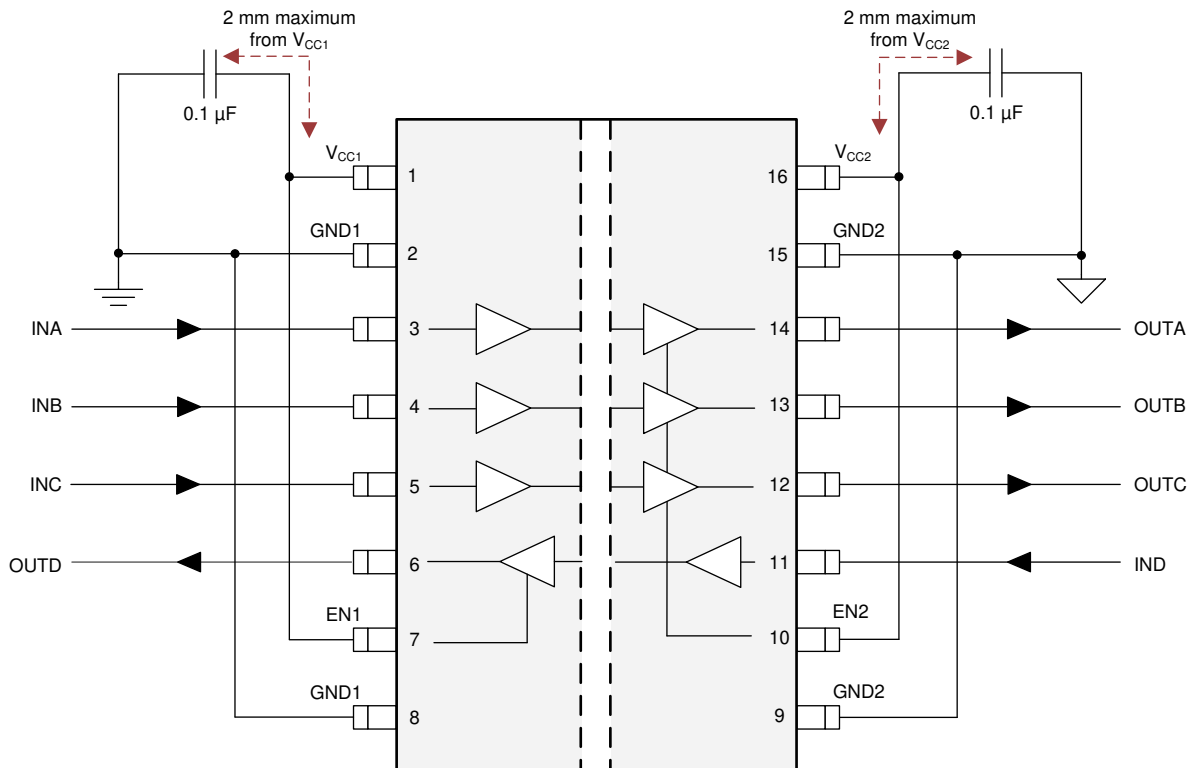 2 mm maximum
from VCC1
2 mm maximum
from VCC2
0.1 µF
0.1 µF
VCC1
VCC2
1
16
GND1
GND2
2
15
INA
3
14
OUTA
INB
4
13
OUTB
INC
5
12
OUTC
OUTD
6
11
IND
EN1
EN2
7
10
GND1
GND2
8
9